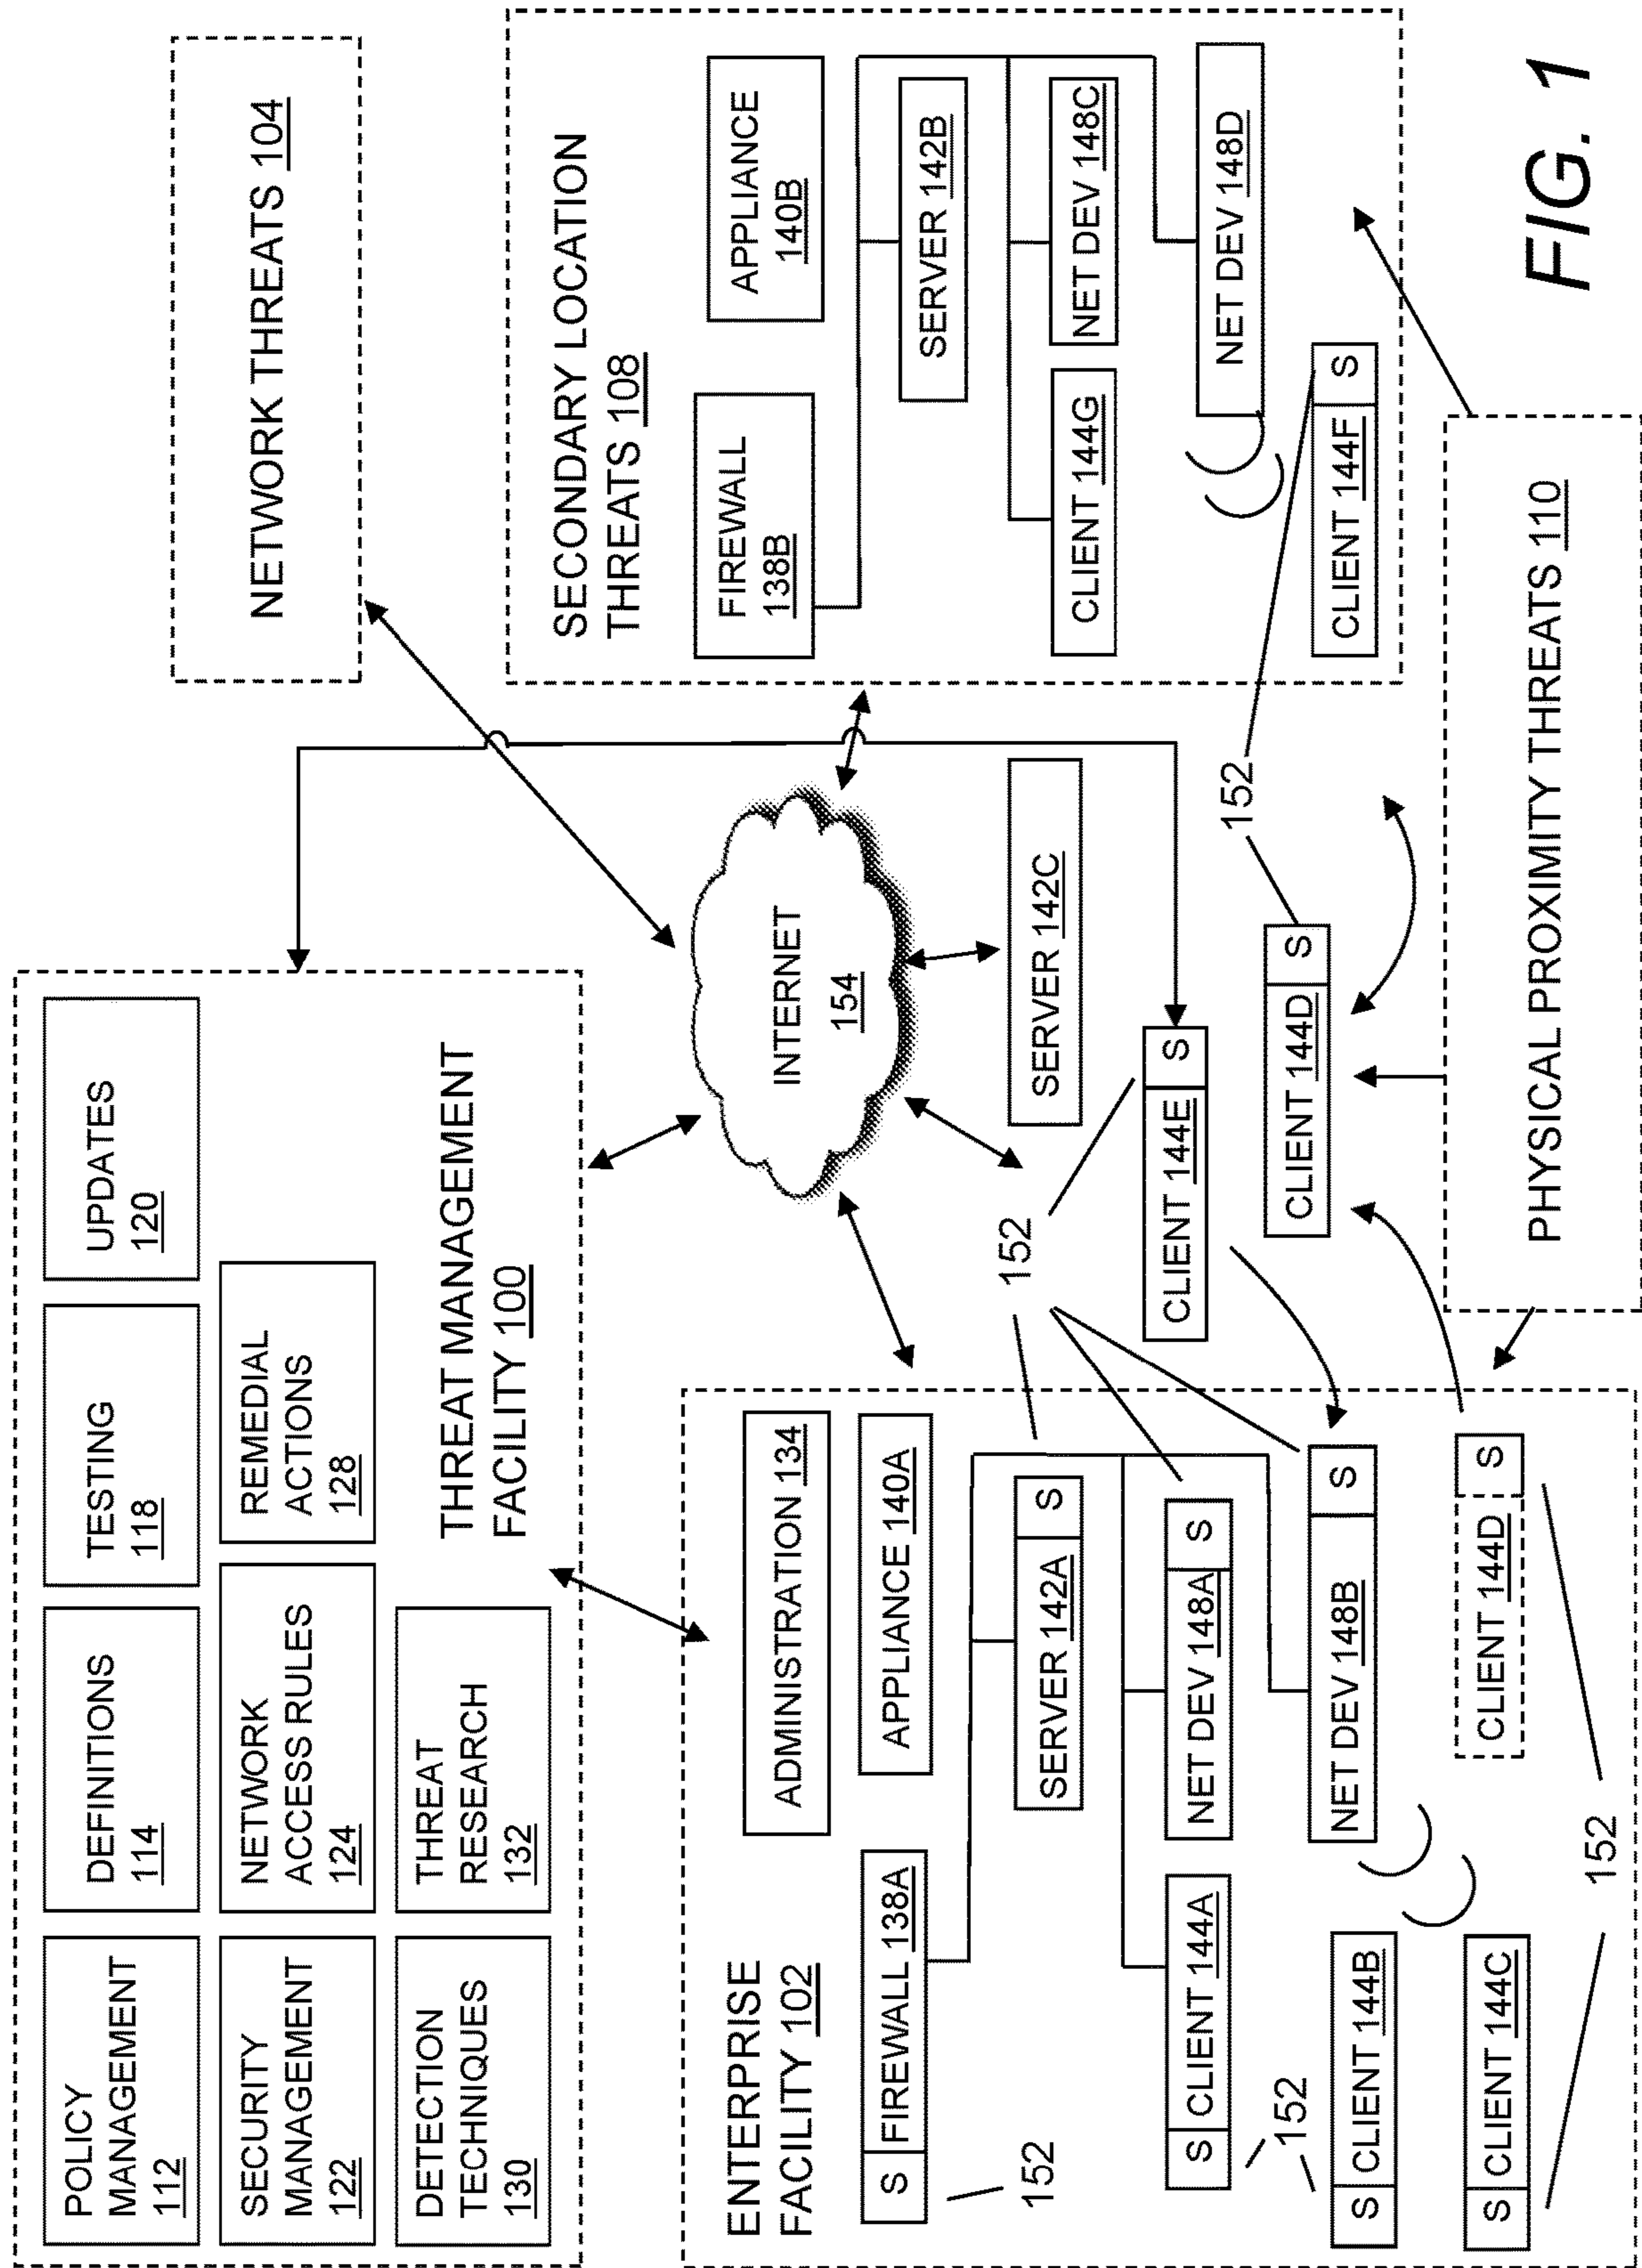 POLICY
MANAGEMENT
112
DEFINITIONS
114
TESTING
118
UPDATES
120
SECURITY
MANAGEMENT
122
NETWORK
ACCESS RULES
124
REMEDIAL
ACTIONS
128
DETECTION
TECHNIQUES
130
THREAT
RESEARCH
132
THREAT MANAGEMENT
FACILITY 100
NETWORK THREATS 104
ENTERPRISE
FACILITY 102
ADMINISTRATION 134
S FIREWALL 138A
APPLIANCE 140A
152
SERVER 142A S
S CLIENT 144A
NET DEV 148A S
152
S CLIENT 144B
NET DEV 148B S
S CLIENT 144C
CLIENT 144D S
152
INTERNET
154
152
SERVER 142C
CLIENT 144E S
152
CLIENT 144D S
SECONDARY LOCATION
THREATS 108
FIREWALL
138B
APPLIANCE
140B
SERVER 142B
CLIENT 144G
NET DEV 148C
NET DEV 148D
CLIENT 144F S
PHYSICAL PROXIMITY THREATS 110
FIG. 1